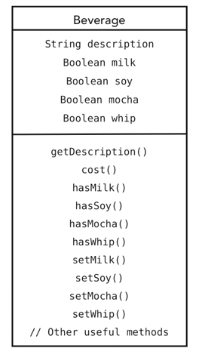 Beverage
String description
Boolean milk
Boolean soy
Boolean mocha
Boolean whip
getDescription()
cost()
hasMilk()
hasSoy()
hasMocha()
hasWhip()
setMilk()
setSoy()
setMocha()
setWhip()
// Other useful methods